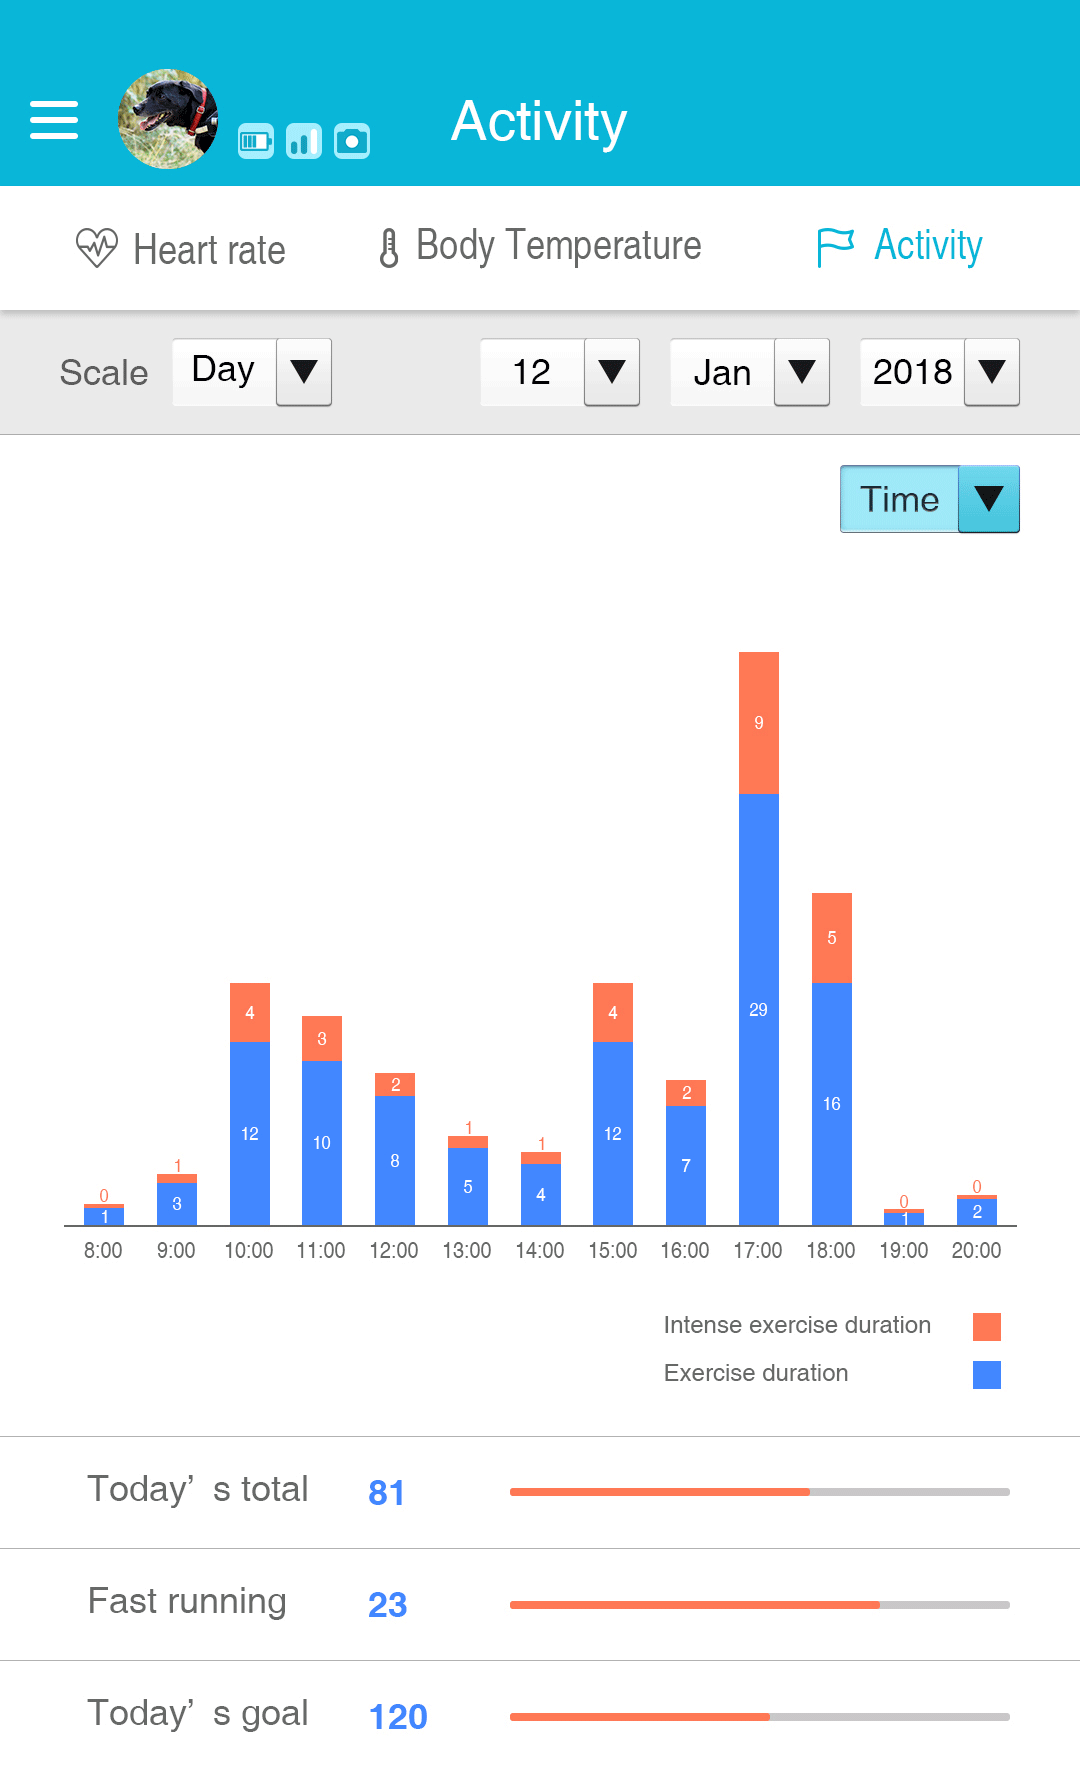 Activity
Heart rate Body Temperature Activity
Scale Day 12 Jan 2018
Time
9
29
5
16
4
12
3
10
2
8
1
5
1
4
4
12
2
7
1
3
0
1
0
1
0
2
8:00 9:00 10:00 11:00 12:00 13:00 14:00 15:00 16:00 17:00 18:00 19:00 20:00
Intense exercise duration
Exercise duration
Today’ s total 81
Fast running 23
Today’ s goal 120